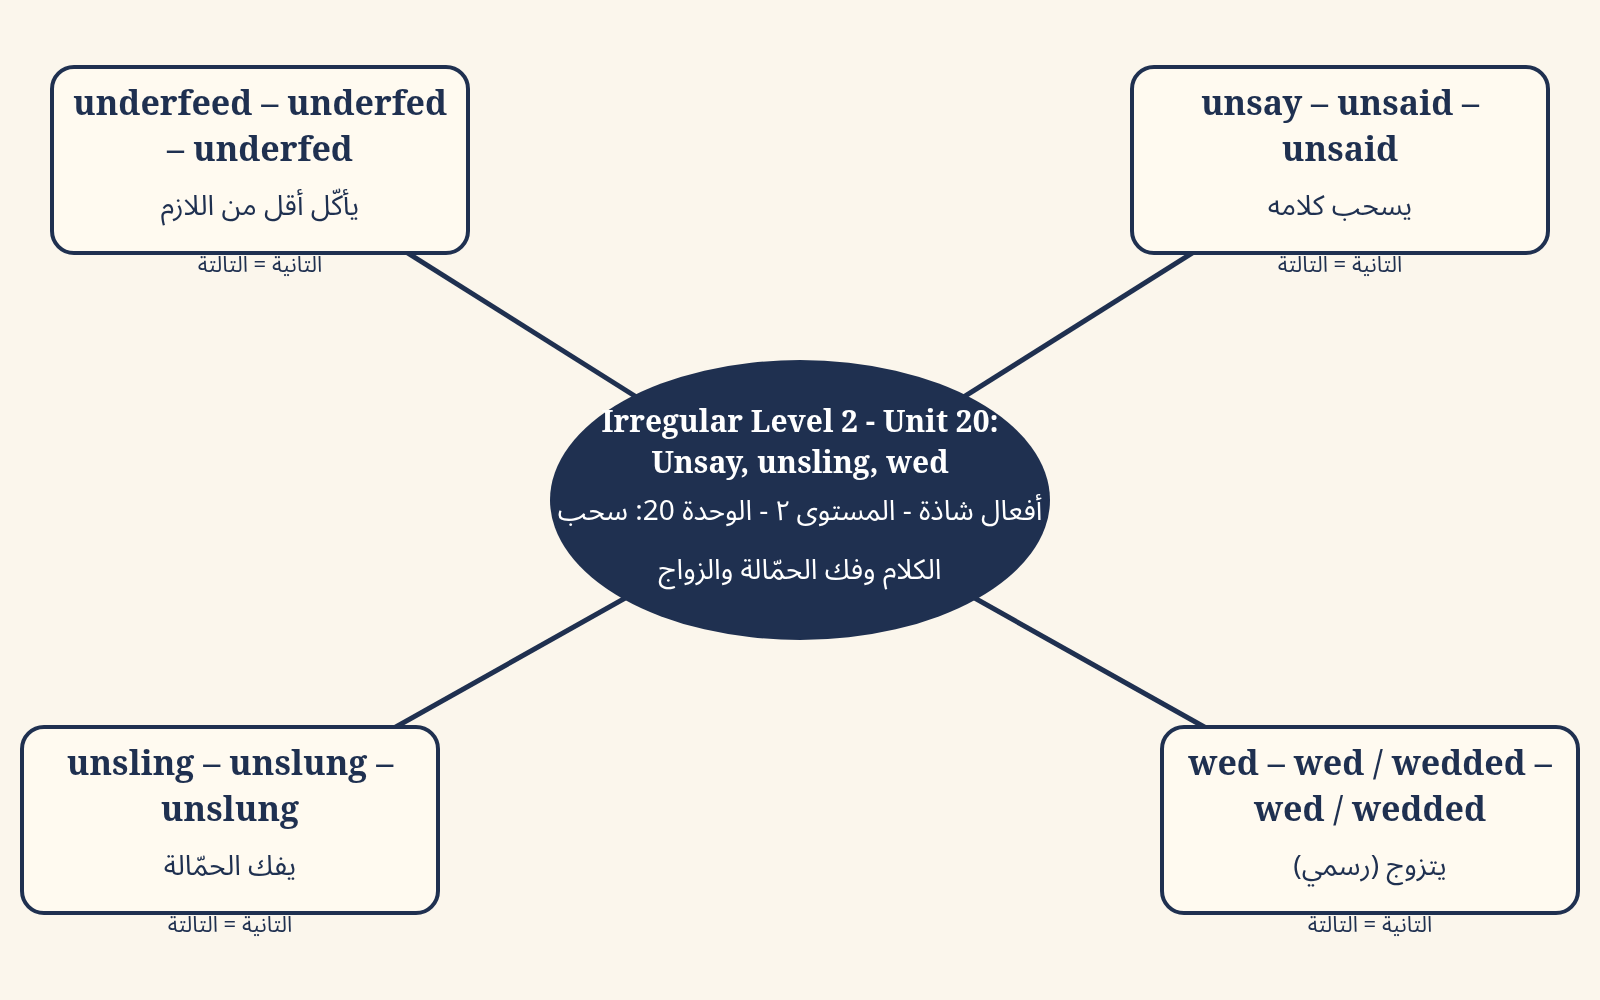 underfeed – underfed
– underfed
يأكّل أقل من اللازم
التانية = التالتة
unsay – unsaid –
unsaid
يسحب كلامه
التانية = التالتة
Irregular Level 2 - Unit 20:
Unsay, unsling, wed
أفعال شاذة - المستوى ٢ - الوحدة 20: سحب
الكلام وفك الحمّالة والزواج
unsling – unslung –
unslung
يفك الحمّالة
التانية = التالتة
wed – wed / wedded –
wed / wedded
يتزوج (رسمي)
التانية = التالتة